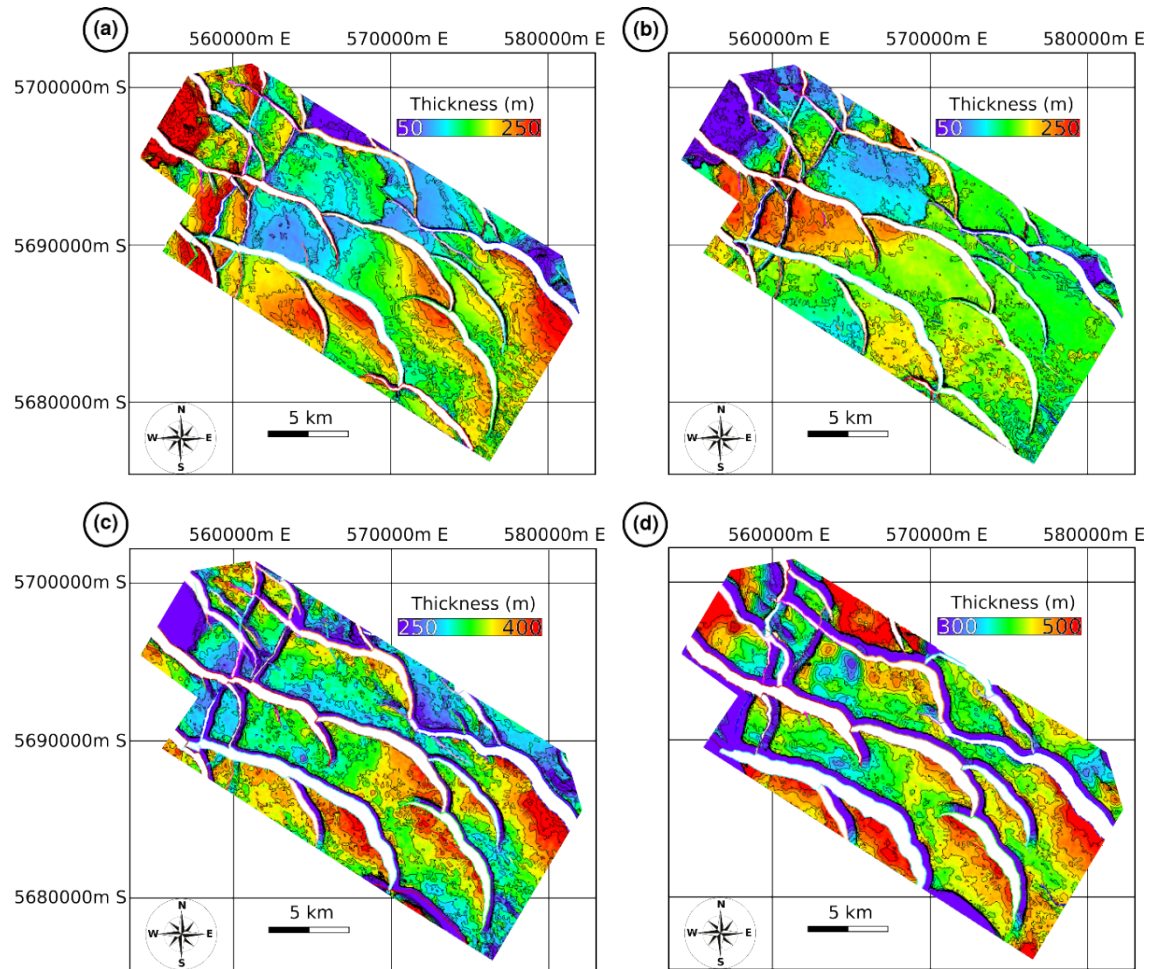 (a)
560000m E 570000m E 580000m E
5700000m S
Thickness (m)
50 250
5690000m S
5680000m S
N
W E
S
5 km
(b)
560000m E 570000m E 580000m E
Thickness (m)
50 250
N
W E
S
5 km
(c)
560000m E 570000m E 580000m E
5700000m S
Thickness (m)
250 400
5690000m S
5680000m S
N
W E
S
5 km
(d)
560000m E 570000m E 580000m E
Thickness (m)
300 500
N
W E
S
5 km